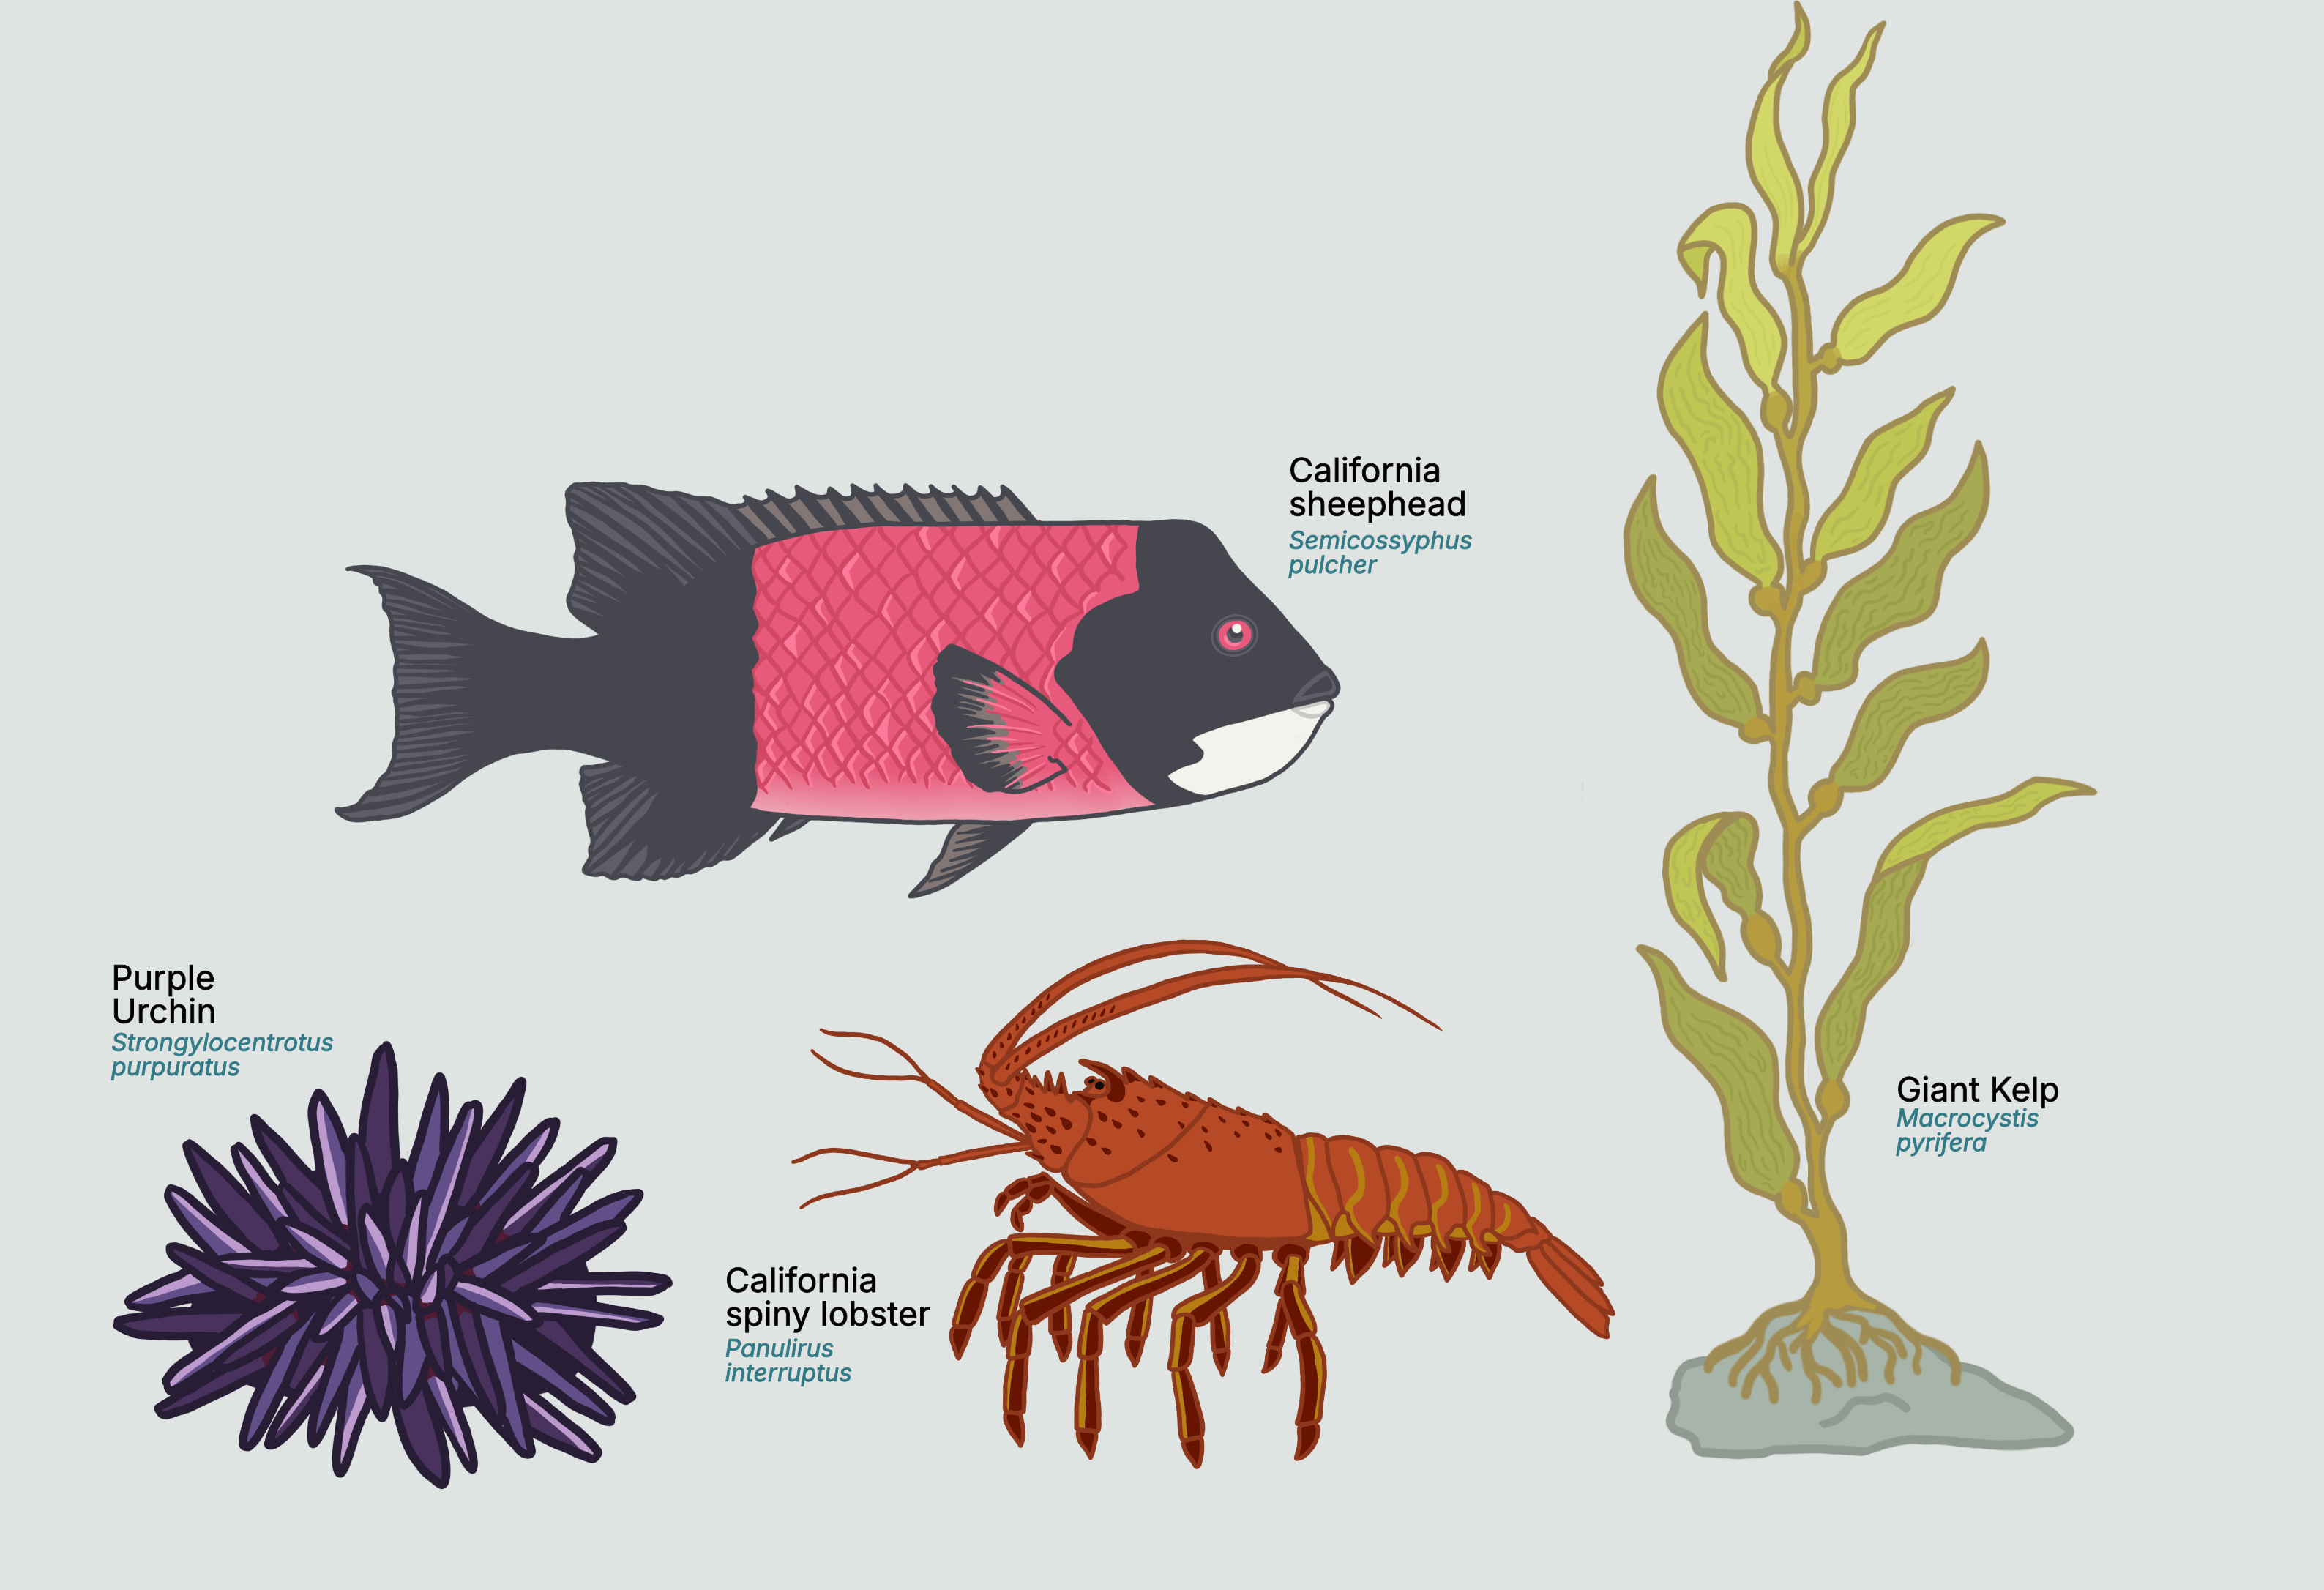 California
sheephead
Semicossyphus
pulcher
Purple
Urchin
Strongylocentrotus
purpuratus
California
spiny lobster
Panulirus
interruptus
Giant Kelp
Macrocystis
pyrifera